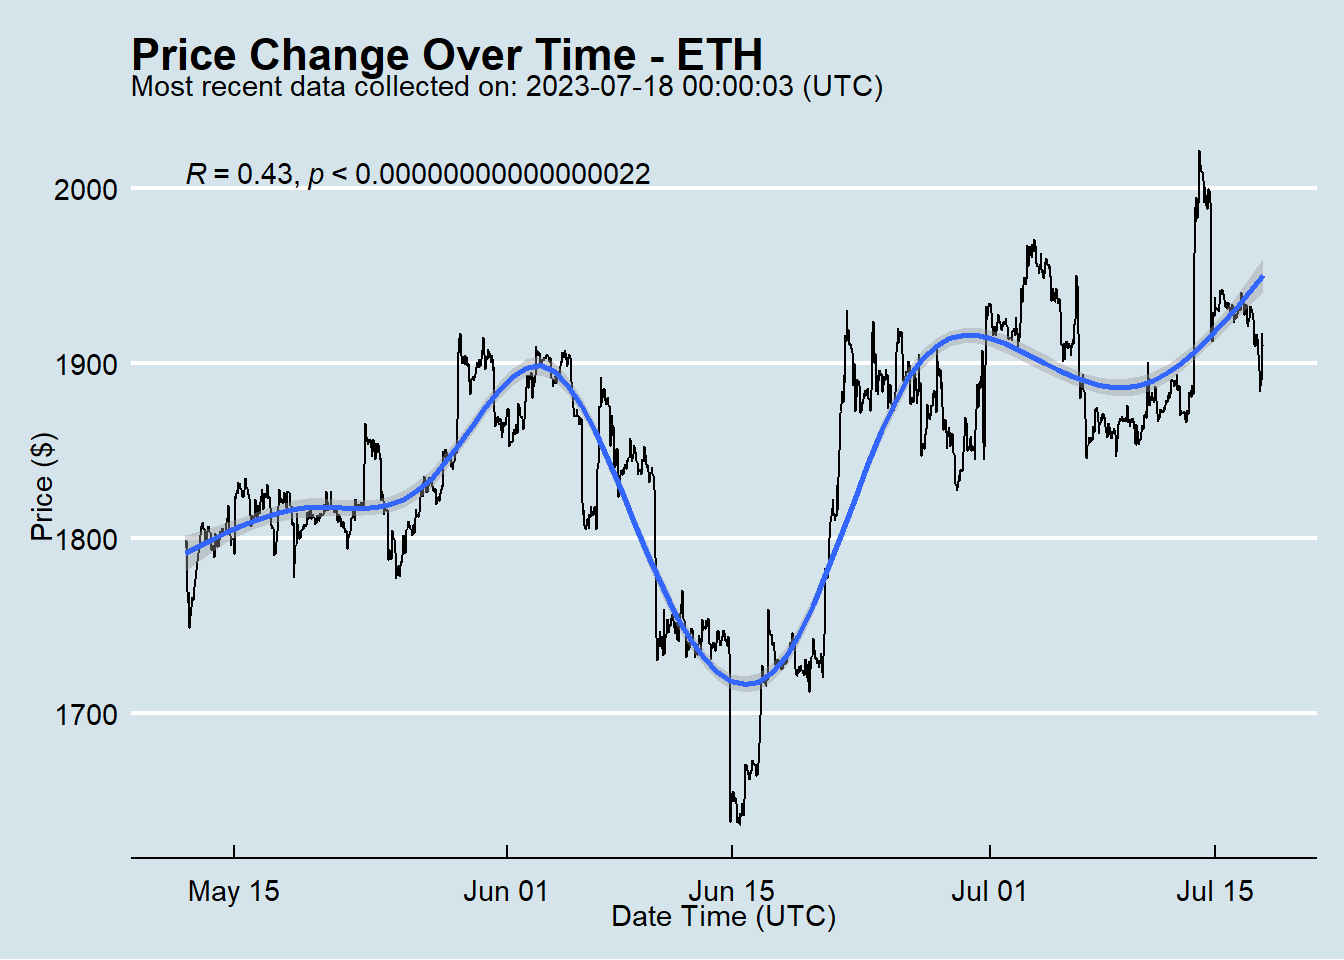 Price Change Over Time - ETH
Most recent data collected on: 2023-07-18 00:00:03 (UTC)
R = 0.43, p < 0.00000000000000022
2000
1900
1800
1700
Price ($)
May 15 Jun 01 Jun 15 Jul 01 Jul 15
Date Time (UTC)